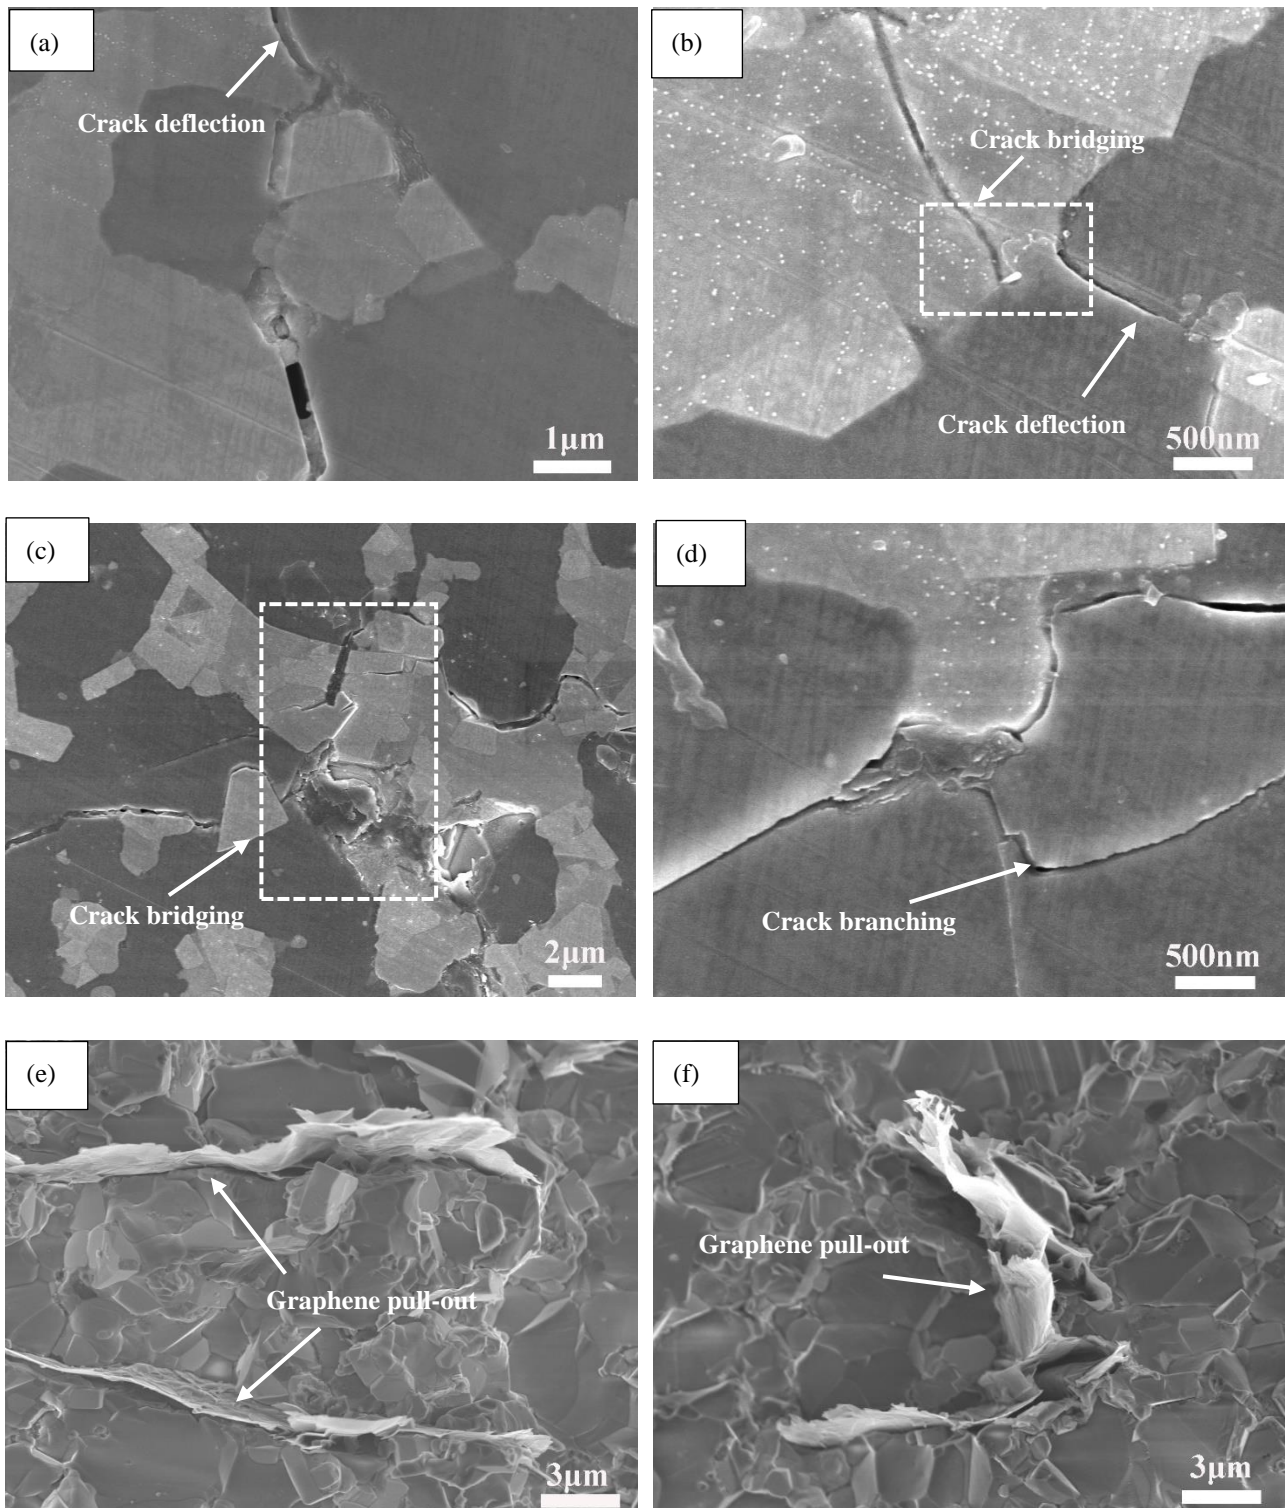 (a)
Crack deflection
1μm
(b)
Crack bridging
Crack deflection
500nm
(c)
Crack bridging
2μm
(d)
Crack branching
500nm
(e)
Graphene pull-out
3μm
(f)
Graphene pull-out
3μm